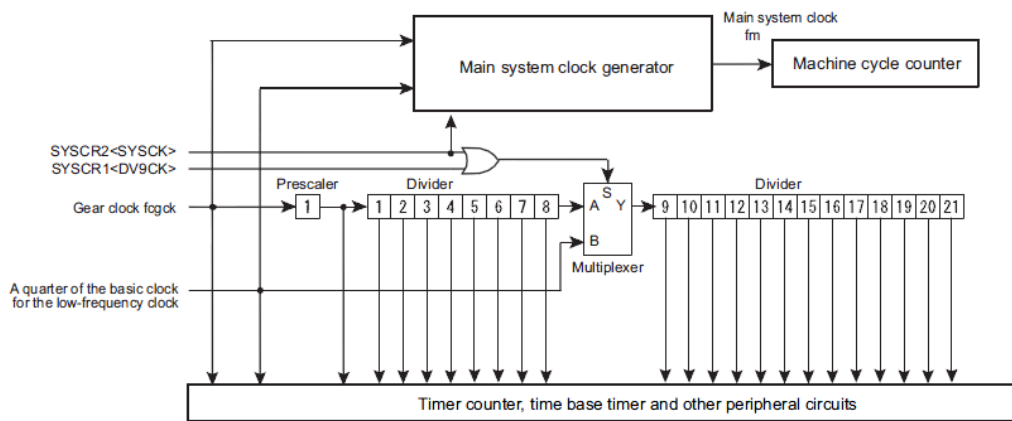 Main system clock
fm
Main system clock generator
Machine cycle counter
SYSCR2<SYSCK>
SYSCR1<DV9CK>
Prescaler
Divider
Divider
Gear clock fcgck
1
1 2 3 4 5 6 7 8
S
A Y
B
9 10 11 12 13 14 15 16 17 18 19 20 21
Multiplexer
A quarter of the basic clock
for the low-frequency clock
Timer counter, time base timer and other peripheral circuits